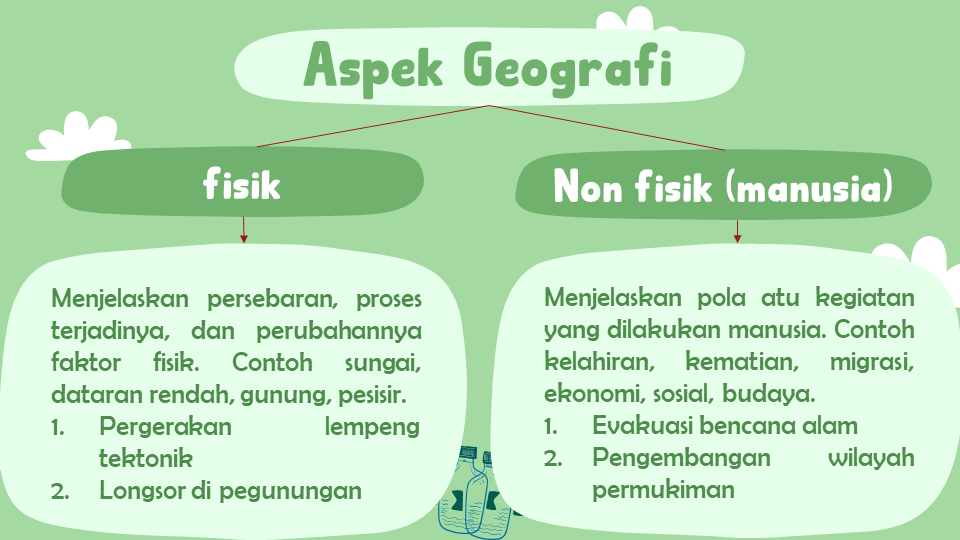 Aspek Geografi
fisik
Non fisik (manusia)
Menjelaskan persebaran, proses
terjadinya, dan perubahannya
faktor fisik. Contoh sungai,
dataran rendah, gunung, pesisir.
1. Pergerakan lempeng
tektonik
2. Longsor di pegunungan
Menjelaskan pola atu kegiatan
yang dilakukan manusia. Contoh
kelahiran, kematian, migrasi,
ekonomi, sosial, budaya.
1. Evakuasi bencana alam
2. Pengembangan wilayah
permukiman